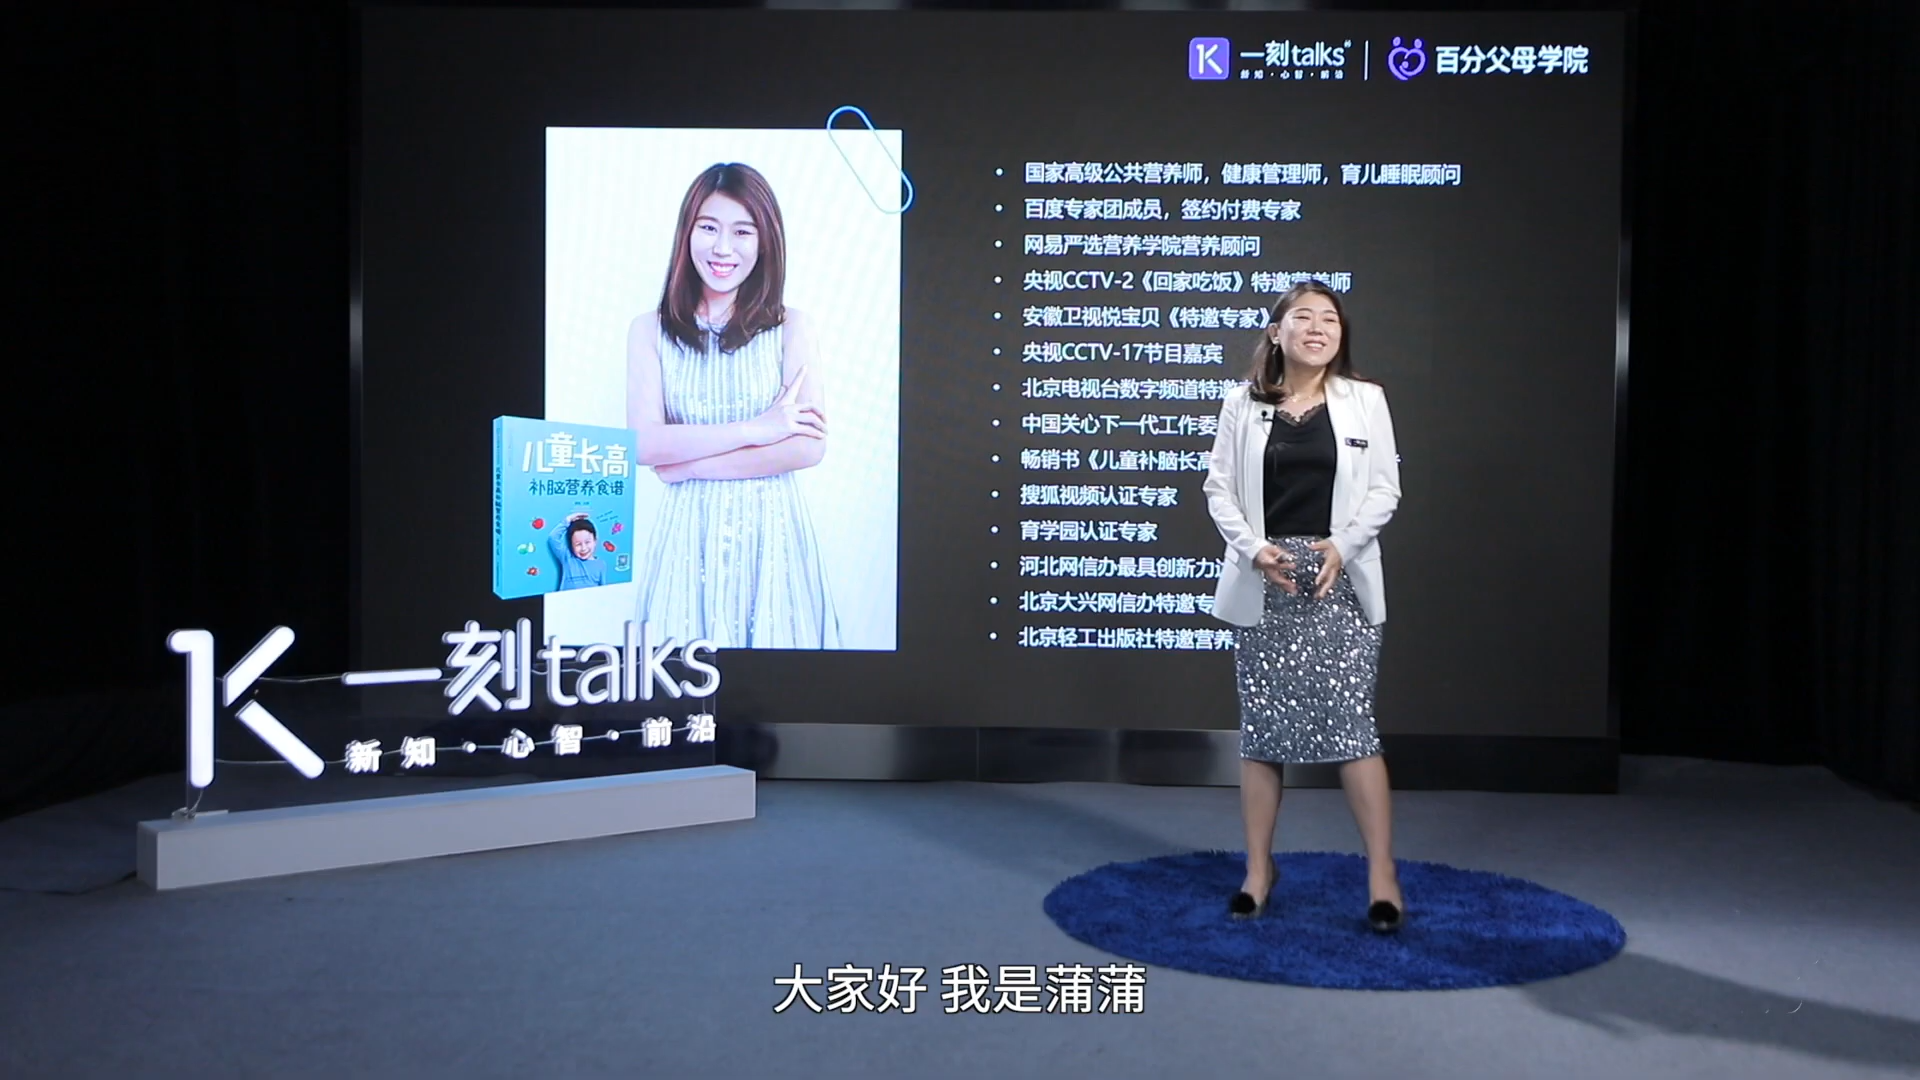 一刻talks
新知·心智·前沿
百分父母学院
• 国家高级公共营养师，健康管理师，育儿睡眠顾问
• 百度专家团成员，签约付费专家
• 网易严选营养学院营养顾问
• 央视CCTV-2《回家吃饭》特邀营养师
• 安徽卫视悦宝贝《特邀专家》
• 央视CCTV-17节目嘉宾
• 北京电视台数字频道特邀
• 中国关心下一代工作委
• 畅销书《儿童补脑长高
• 搜狐视频认证专家
• 育学园认证专家
• 河北网信办最具创新力
• 北京大兴网信办特邀专
• 北京轻工出版社特邀营养
儿童长高
补脑营养食谱
1K 一刻talks
新知·心智·前沿
大家好 我是蒲蒲